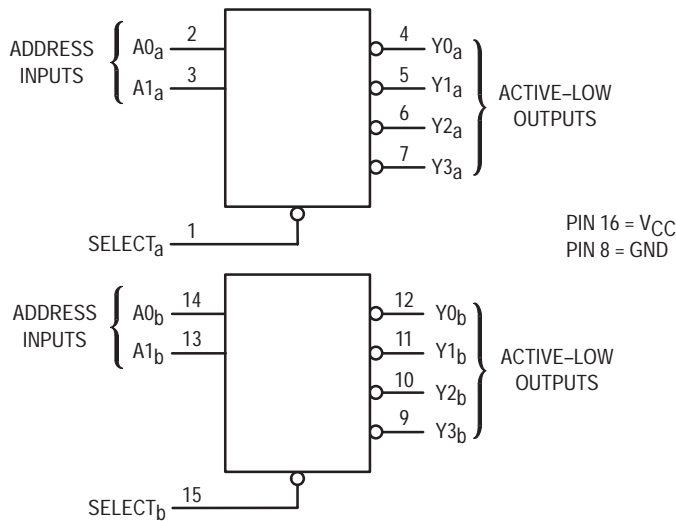 ADDRESS
INPUTS
A0a 2
A1a 3
4 Y0a
5 Y1a
6 Y2a
7 Y3a
ACTIVE–LOW
OUTPUTS
SELECTa 1
PIN 16 = VCC
PIN 8 = GND
ADDRESS
INPUTS
A0b 14
A1b 13
12 Y0b
11 Y1b
10 Y2b
9 Y3b
ACTIVE–LOW
OUTPUTS
SELECTb 15